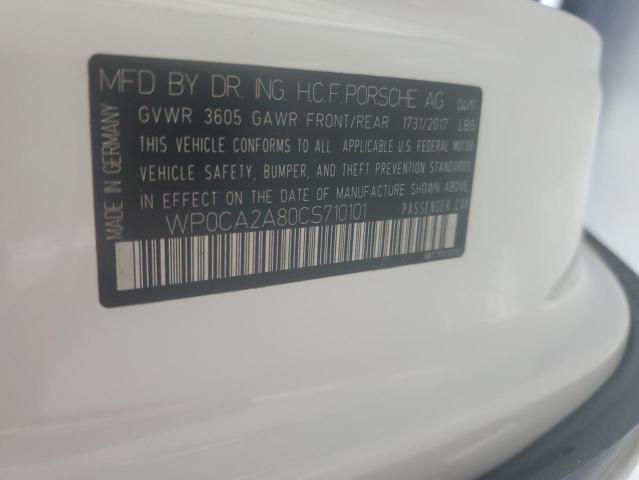 MFD BY DR. ING. H.C.F. PORSCHE AG 04/11
GVWR 3605 GAWR FRONT/REAR 1731/2017 LBS
THIS VEHICLE CONFORMS TO ALL APPLICABLE U.S. FEDERAL MOTOR
VEHICLE SAFETY, BUMPER, AND THEFT PREVENTION STANDARDS
IN EFFECT ON THE DATE OF MANUFACTURE SHOWN ABOVE.
WP0CA2A80CS710101 PASSENGER CAR
MADE IN GERMANY